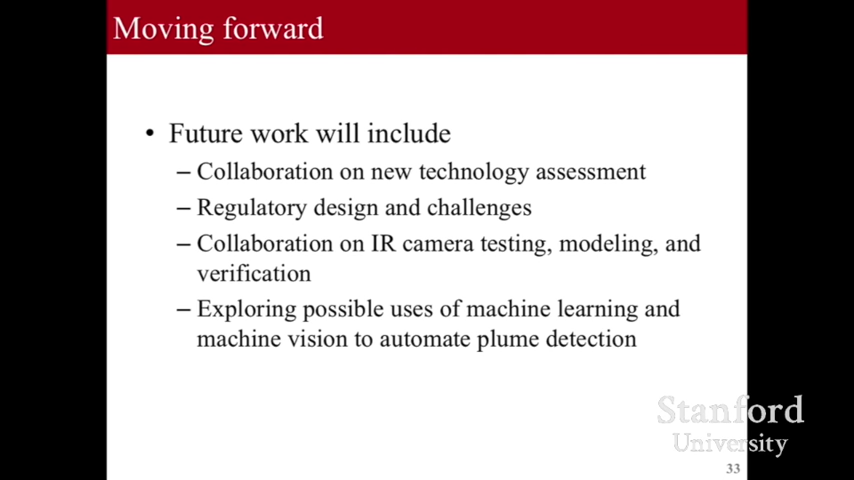 Moving forward
• Future work will include
– Collaboration on new technology assessment
– Regulatory design and challenges
– Collaboration on IR camera testing, modeling, and
verification
– Exploring possible uses of machine learning and
machine vision to automate plume detection
Stanford
University
33